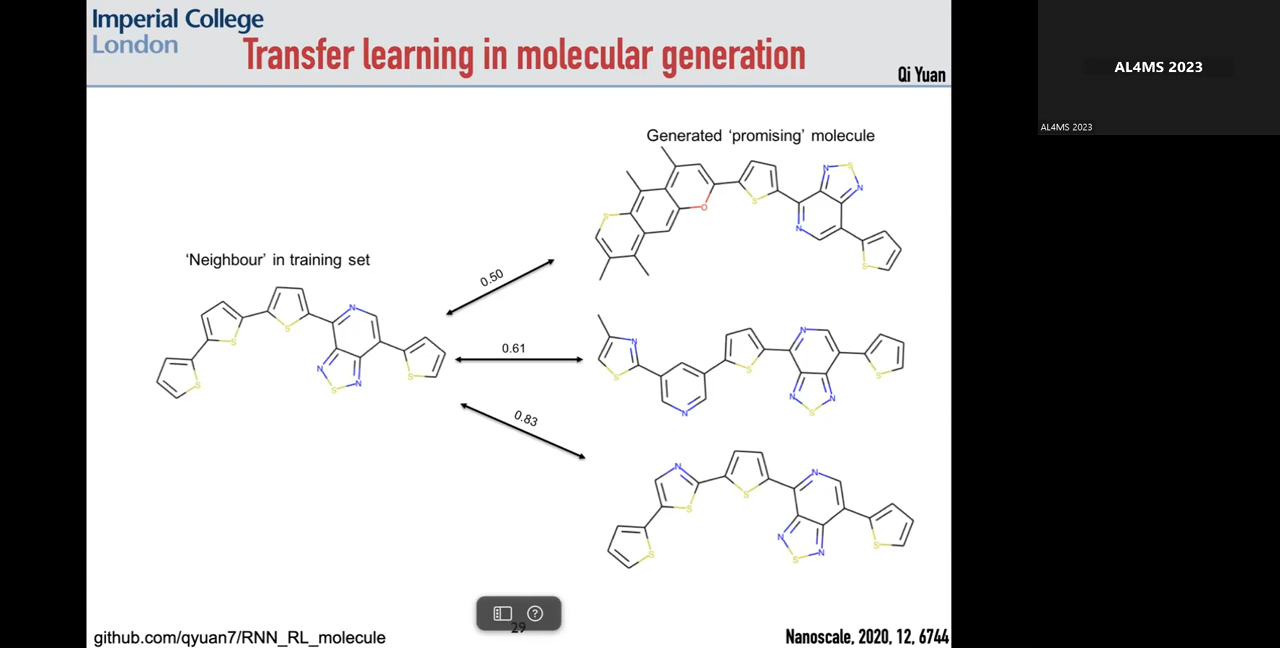 Imperial College
London
Transfer learning in molecular generation
Qi Yuan
AL4MS 2023
AL4MS 2023
Generated ‘promising’ molecule
N
S
N
S
O
N
S
‘Neighbour’ in training set
0.50
S
S
S
N
N
S
N
S
0.61
N
S
N
S
N
N
S
N
S
0.83
S
N
S
S
N
N
S
N
S
29
?
github.com/qyuan7/RNN_RL_molecule
Nanoscale, 2020, 12, 6744